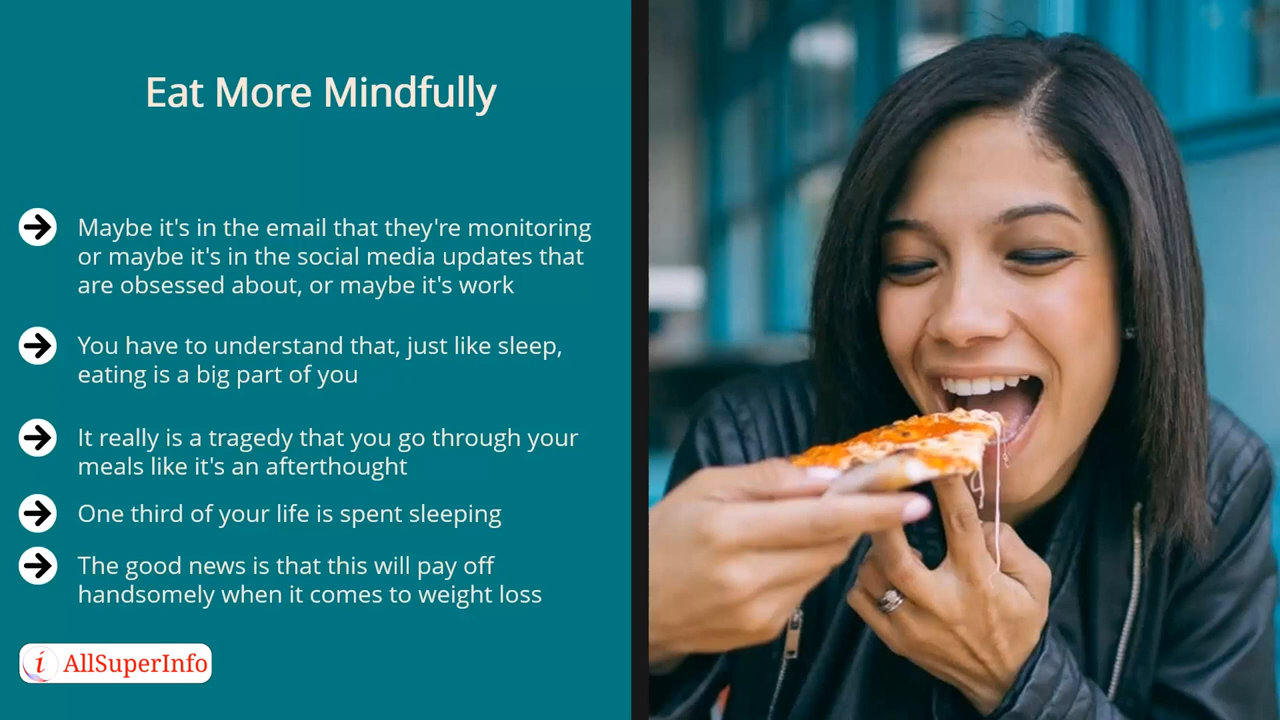 Eat More Mindfully
Maybe it's in the email that they're monitoring
or maybe it's in the social media updates that
are obsessed about, or maybe it's work
You have to understand that, just like sleep,
eating is a big part of you
It really is a tragedy that you go through your
meals like it's an afterthought
One third of your life is spent sleeping
The good news is that this will pay off
handsomely when it comes to weight loss
i AllSuperInfo